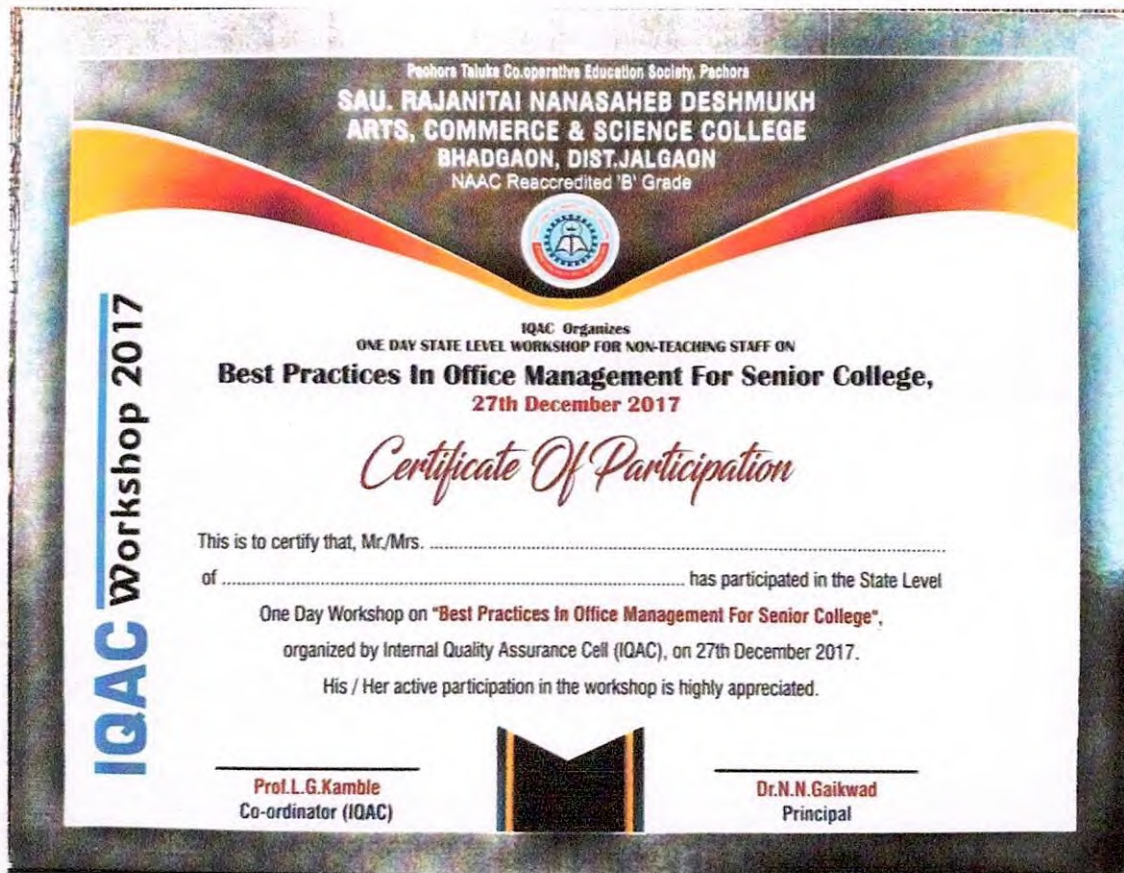 Pachora Taluke Co.operative Education Society, Pachora
SAU. RAJANITAI NANASAHEB DESHMUKH
ARTS, COMMERCE & SCIENCE COLLEGE
BHADGAON, DIST.JALGAON
NAAC Reaccredited 'B' Grade
IQAC Organizes
ONE DAY STATE LEVEL WORKSHOP FOR NON-TEACHING STAFF ON
Best Practices In Office Management For Senior College,
27th December 2017
Certificate Of Participation
IQAC Workshop 2017
This is to certify that, Mr./Mrs. ....................................................................
of .................................................................... has participated in the State Level
One Day Workshop on "Best Practices In Office Management For Senior College",
organized by Internal Quality Assurance Cell (IQAC), on 27th December 2017.
His / Her active participation in the workshop is highly appreciated.
Prof.L.G.Kamble
Co-ordinator (IQAC)
Dr.N.N.Gaikwad
Principal